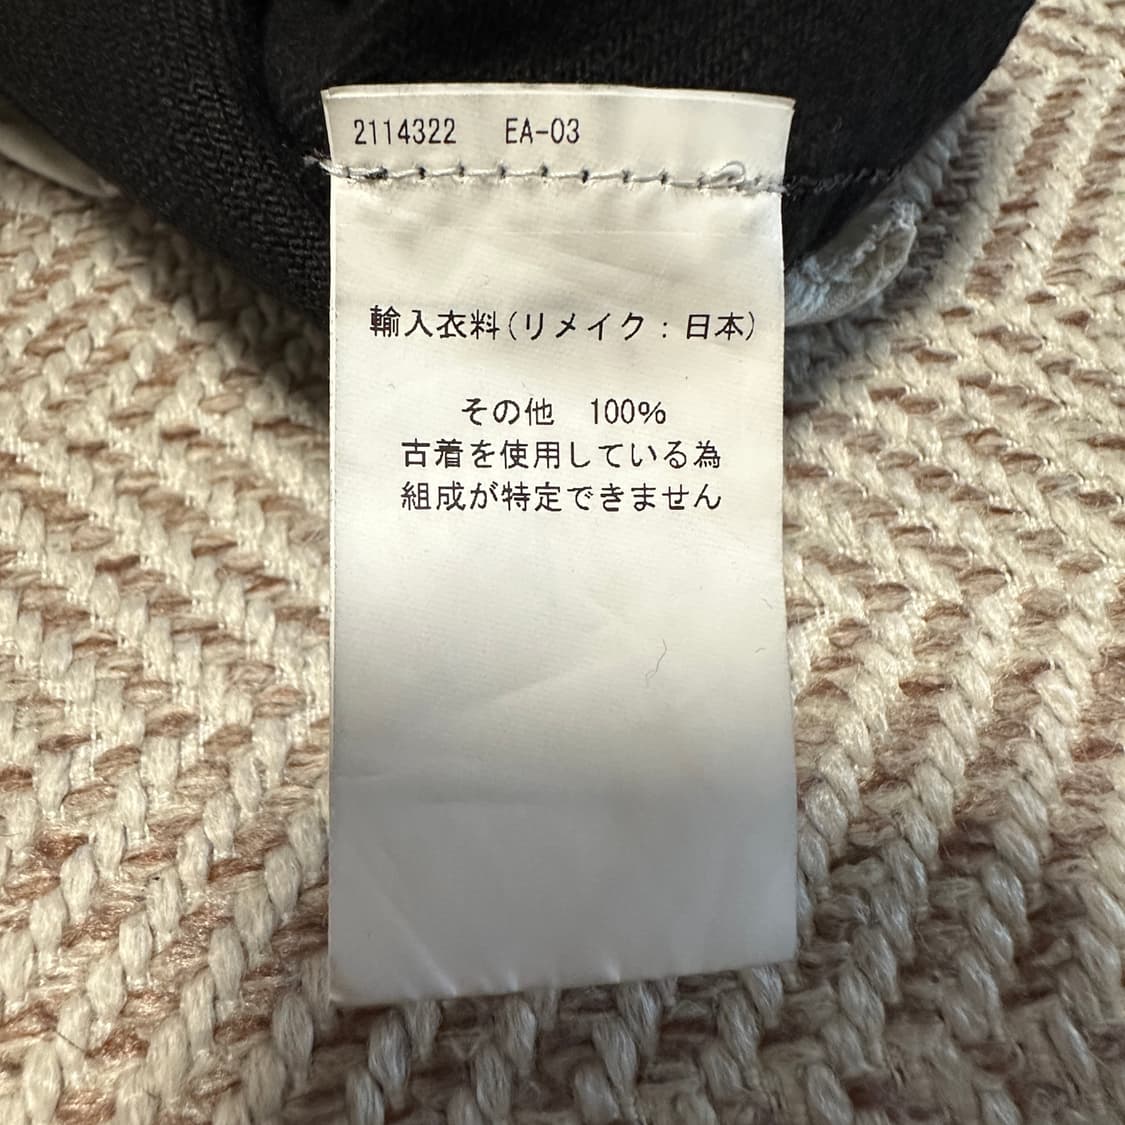 2114322 EA-03
輸入衣料(リメイク：日本)
その他 100%
古着を使用している為
組成が特定できません